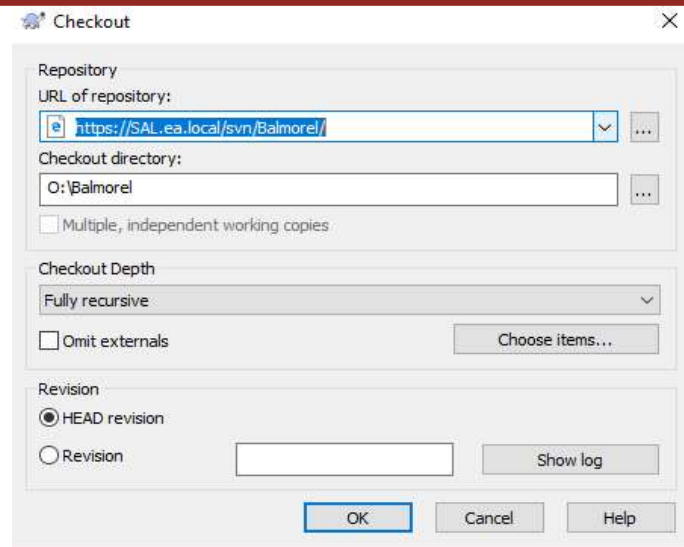 Checkout
Repository
URL of repository:
https://SAL.ea.local/svn/Balmorel/
...
Checkout directory:
O:\Balmorel
...
Multiple, independent working copies
Checkout Depth
Fully recursive
Omit externals
Choose items...
Revision
HEAD revision
Revision
Show log
OK
Cancel
Help